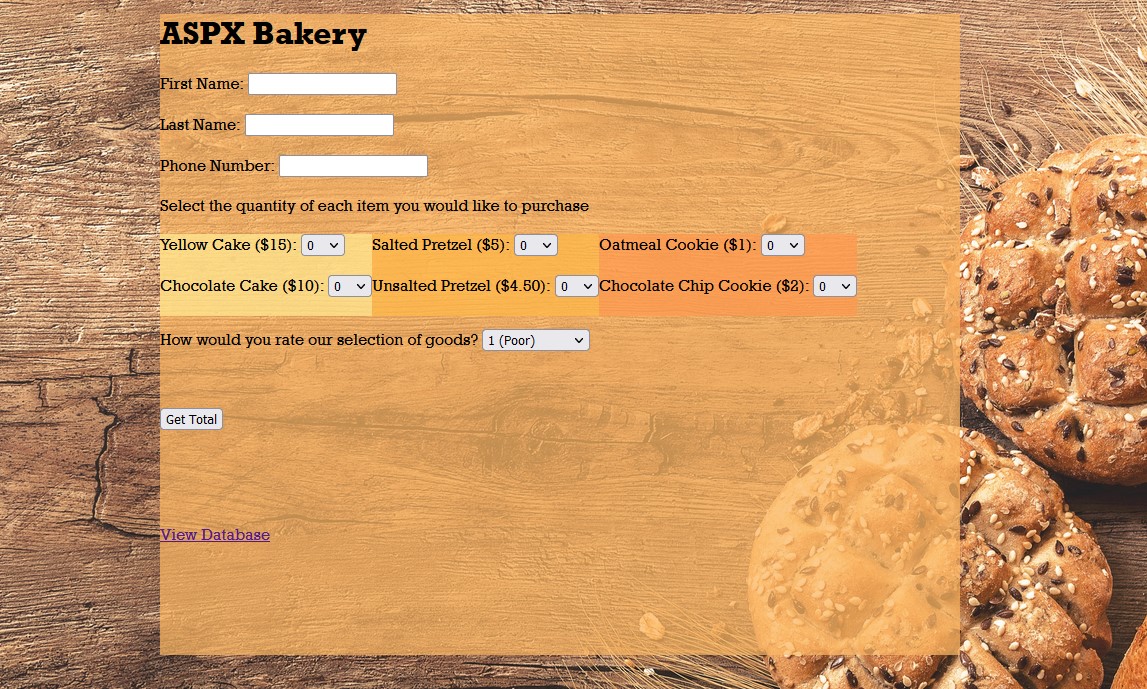 ASPX Bakery
First Name:
Last Name:
Phone Number:
Select the quantity of each item you would like to purchase
Yellow Cake ($15): 0 Salted Pretzel ($5): 0 Oatmeal Cookie ($1): 0
Chocolate Cake ($10): 0 Unsalted Pretzel ($4.50): 0 Chocolate Chip Cookie ($2): 0
How would you rate our selection of goods? 1 (Poor)
Get Total
View Database